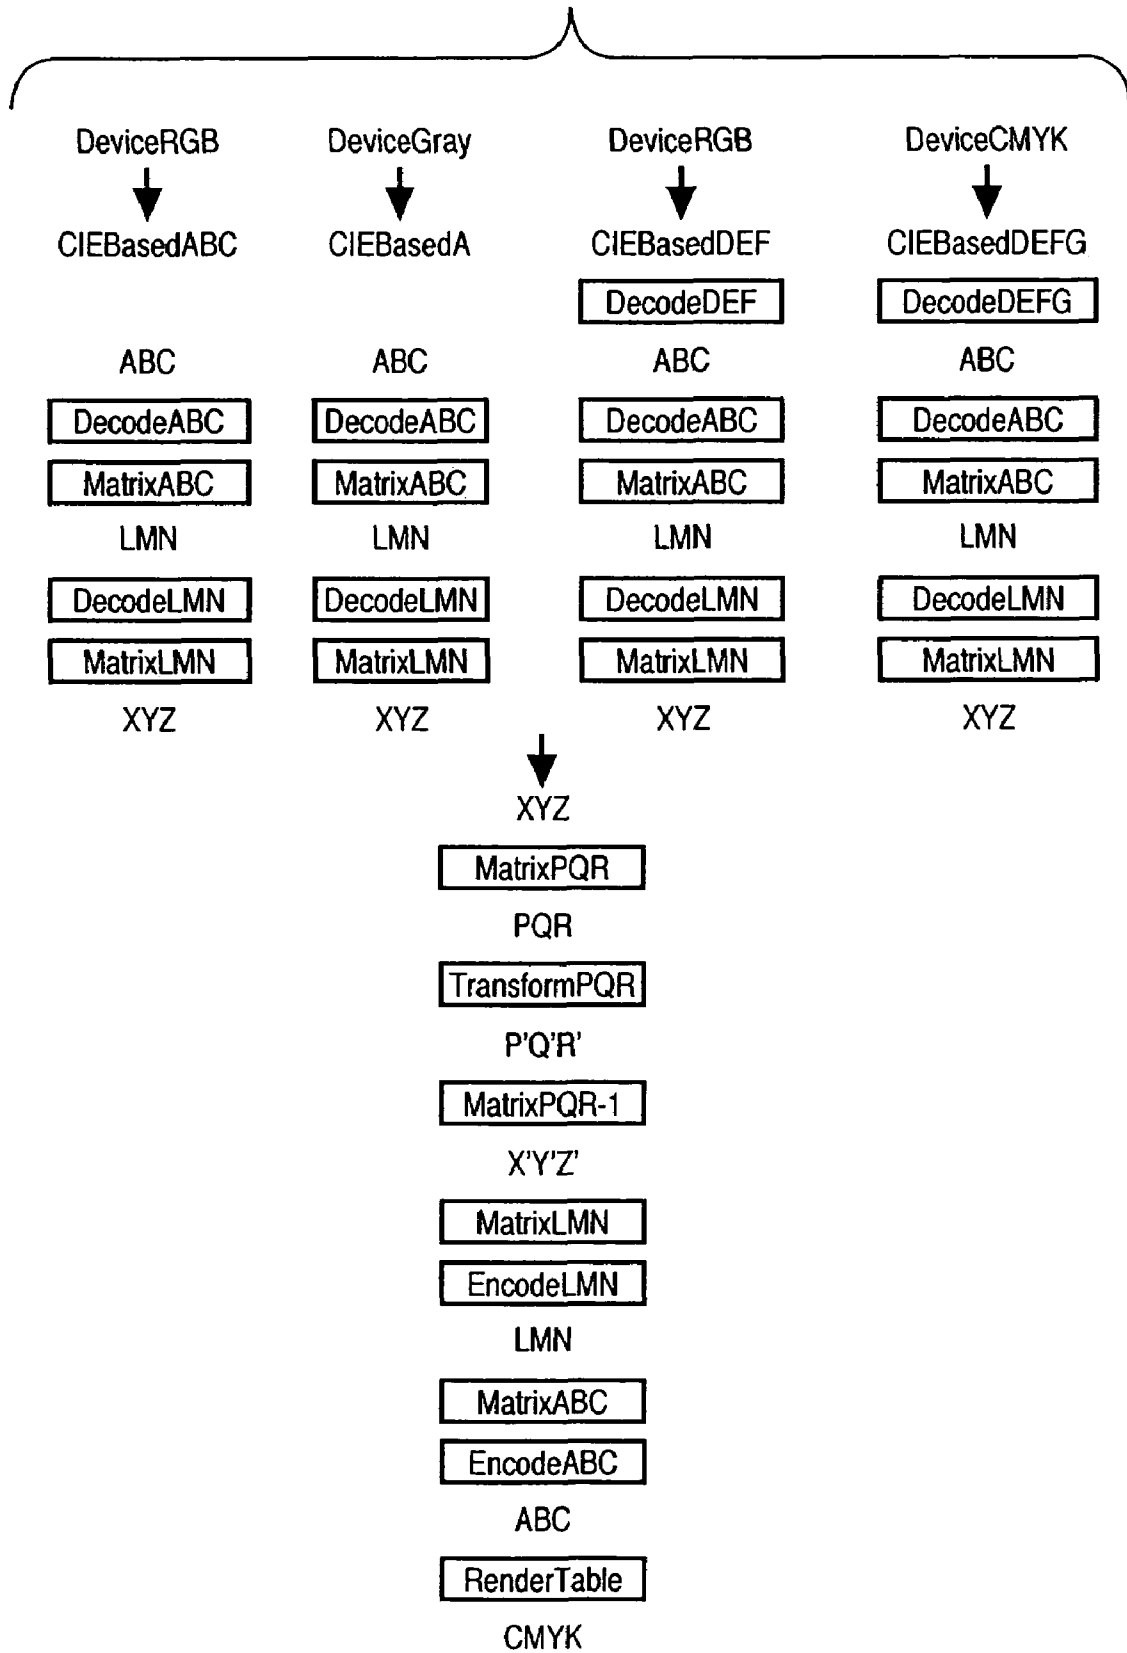 DeviceRGB DeviceGray DeviceRGB DeviceCMYK
CIEBasedABC CIEBasedA CIEBasedDEF CIEBasedDEFG
DecodeDEF DecodeDEFG
ABC ABC ABC ABC
DecodeABC DecodeABC DecodeABC DecodeABC
MatrixABC MatrixABC MatrixABC MatrixABC
LMN LMN LMN LMN
DecodeLMN DecodeLMN DecodeLMN DecodeLMN
MatrixLMN MatrixLMN MatrixLMN MatrixLMN
XYZ XYZ XYZ XYZ
XYZ
MatrixPQR
PQR
TransformPQR
P'Q'R'
MatrixPQR-1
X'Y'Z'
MatrixLMN
EncodeLMN
LMN
MatrixABC
EncodeABC
ABC
RenderTable
CMYK